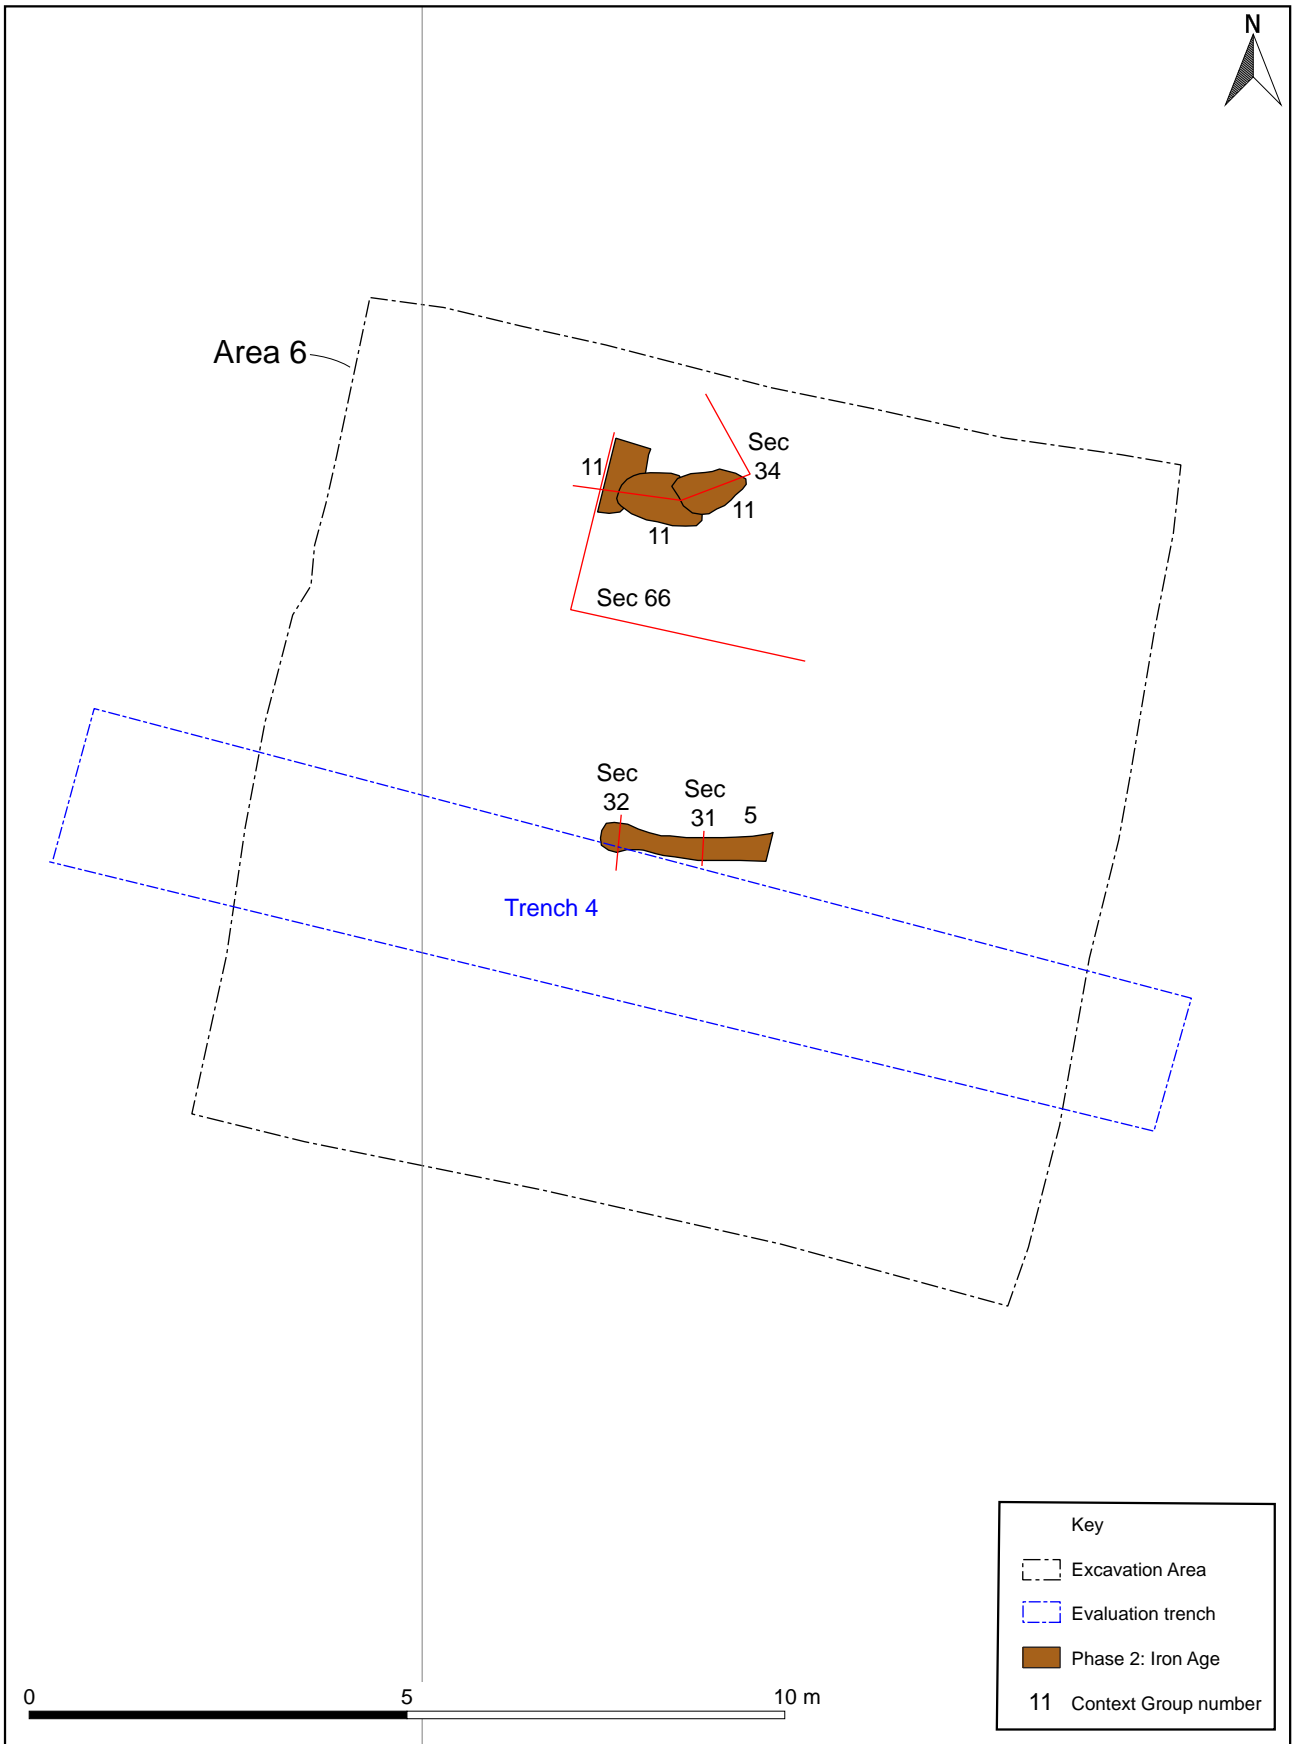 N
Area 6
Sec
34
11
11
11
Sec 66
Sec
32
Sec
31
5
Trench 4
Key
Excavation Area
Evaluation trench
Phase 2: Iron Age
11 Context Group number
0 5 10 m